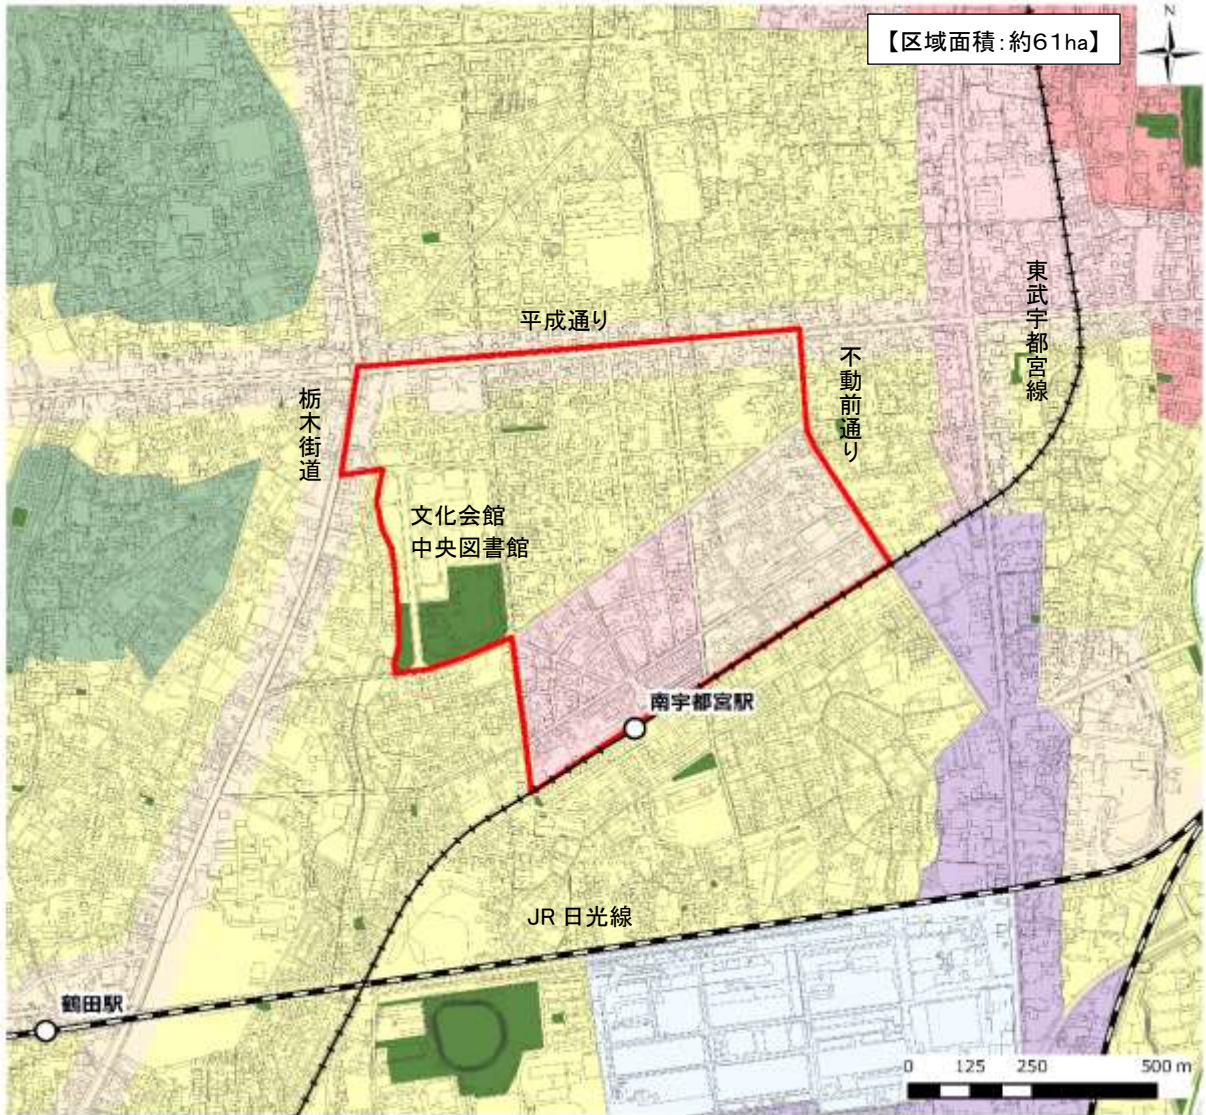 【区域面積:約61ha】
N
平成通り
東武宇都宮線
不動前通り
栃木街道
文化会館
中央図書館
南宇都宮駅
JR 日光線
鶴田駅
0 125 250 500 m